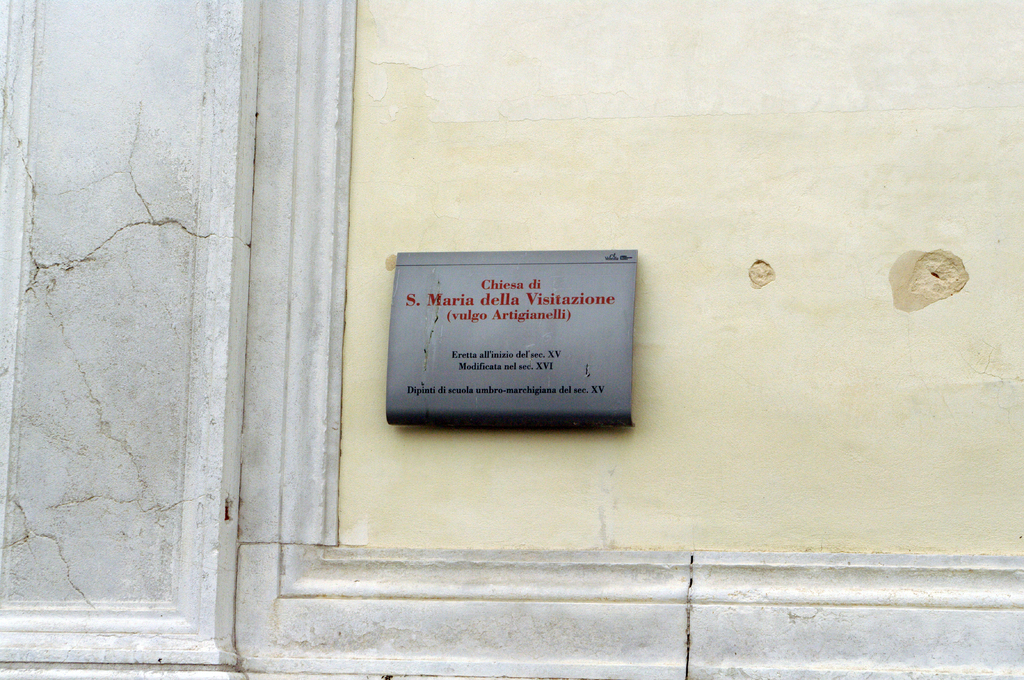 Chiesa di
S. Maria della Visitazione
(vulgo Artigianelli)
Eretta all'inizio del sec. XV
Modificata nel sec. XVI
Dipinti di scuola umbro-marchigiana del sec. XV